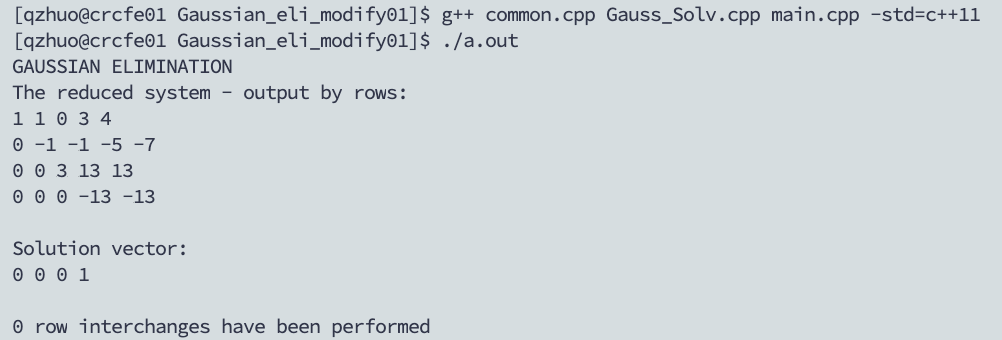 [qzhuo@crcfe01 Gaussian_eli_modify01]$ g++ common.cpp Gauss_Solv.cpp main.cpp -std=c++11
[qzhuo@crcfe01 Gaussian_eli_modify01]$ ./a.out
GAUSSIAN ELIMINATION
The reduced system - output by rows:
1 1 0 3 4
0 -1 -1 -5 -7
0 0 3 13 13
0 0 0 -13 -13
Solution vector:
0 0 0 1
0 row interchanges have been performed